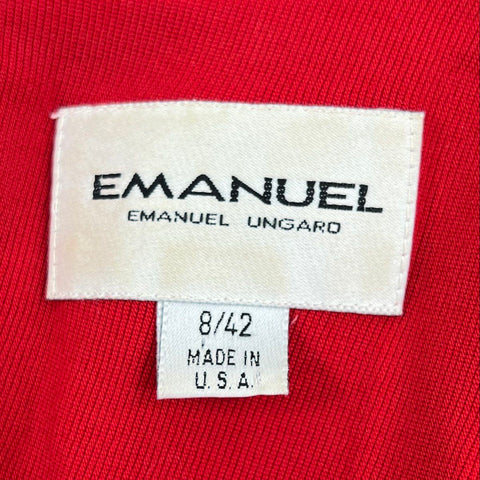 EMANUEL
EMANUEL UNGARO
8/42
MADE IN
U.S.A.